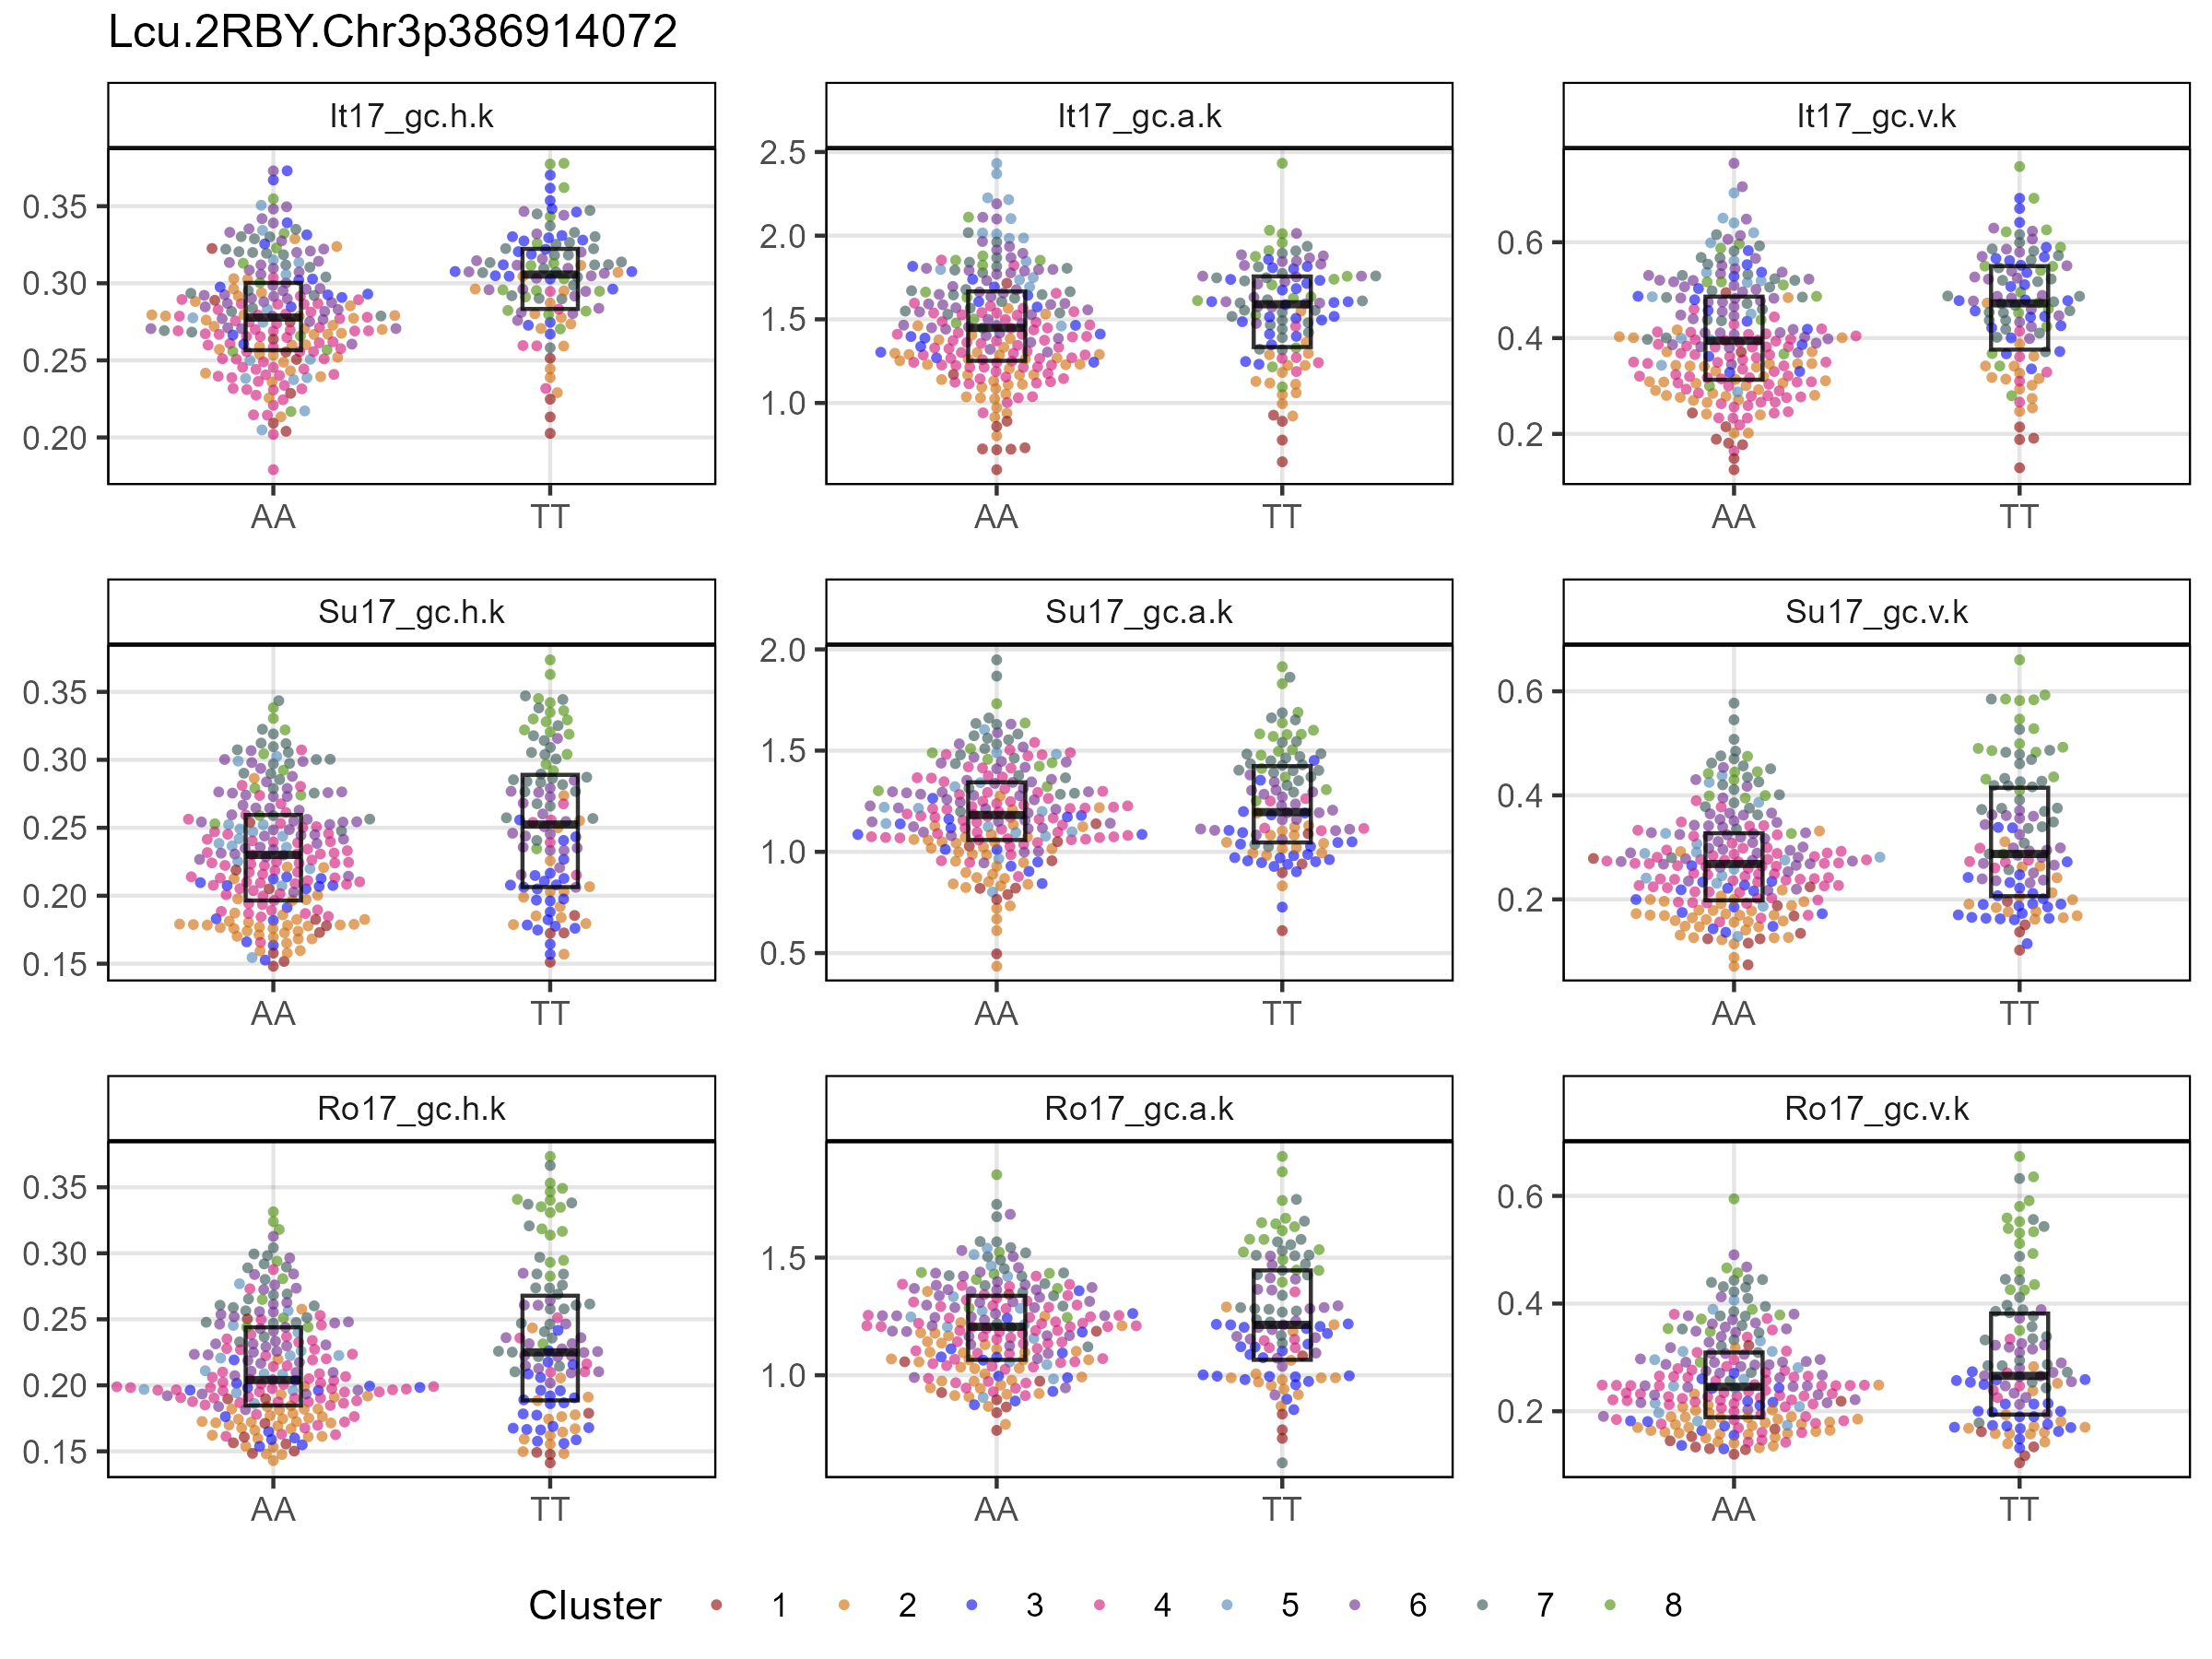 Lcu.2RBY.Chr3p386914072
It17_gc.h.k
It17_gc.a.k
It17_gc.v.k
0.35
0.30
0.25
0.20
2.5
2.0
1.5
1.0
0.6
0.4
0.2
AA TT
AA TT
AA TT
Su17_gc.h.k
Su17_gc.a.k
Su17_gc.v.k
0.35
0.30
0.25
0.20
0.15
2.0
1.5
1.0
0.5
0.6
0.4
0.2
AA TT
AA TT
AA TT
Ro17_gc.h.k
Ro17_gc.a.k
Ro17_gc.v.k
0.35
0.30
0.25
0.20
0.15
1.5
1.0
0.6
0.4
0.2
AA TT
AA TT
AA TT
Cluster 1 2 3 4 5 6 7 8